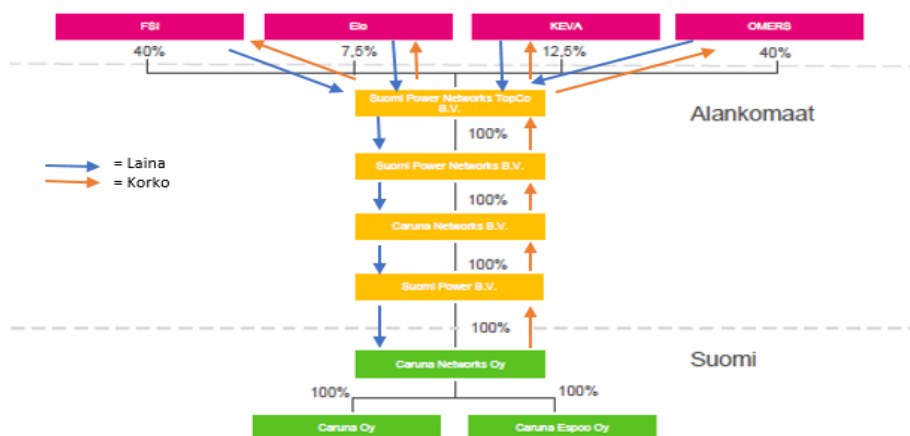 FSI
Elo
KEVA
OMERS
40%
7,5%
12,5%
40%
Suomi Power Networks TopCo
B.V.
Alankomaat
100%
= Laina
= Korko
Suomi Power Networks B.V.
100%
Caruna Networks B.V.
100%
Suomi Power B.V.
100%
Caruna Networks Oy
Suomi
100%
100%
Caruna Oy
Caruna Espoo Oy